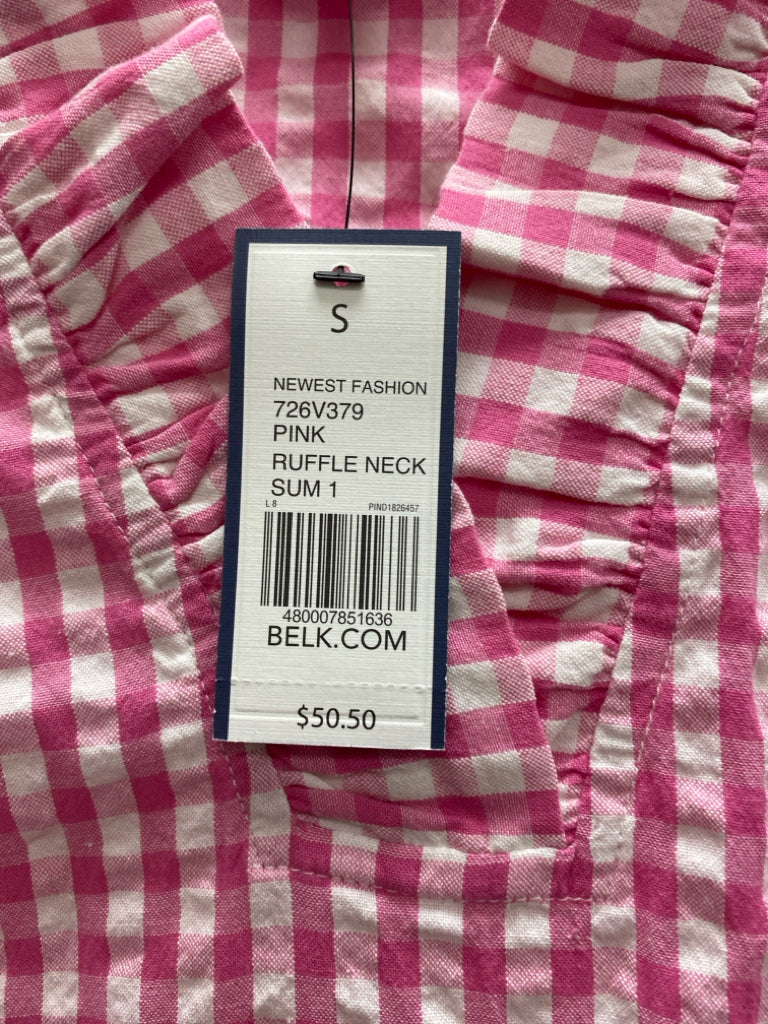 S
NEWEST FASHION
726V379
PINK
RUFFLE NECK
SUM 1
L 8 PIND1826457
480007851636
BELK.COM
$50.50